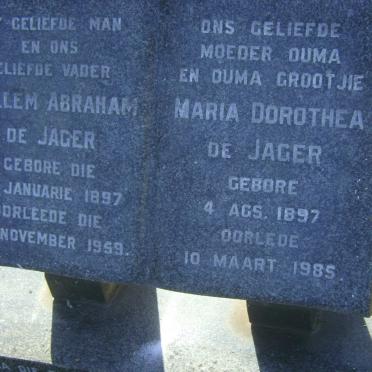 GELIEFDE MAN
EN ONS
GELIEFDE VADER
WILLEM ABRAHAM
DE JAGER
GEBORE DIE
JANUARIE 1897
OORLEEDE DIE
NOVEMBER 1959.
ONS GELIEFDE
MOEDER OUMA
EN OUMA GROOTJIE
MARIA DOROTHEA
DE JAGER
GEBORE
4 AGS. 1897
OORLEDE
10 MAART 1985.